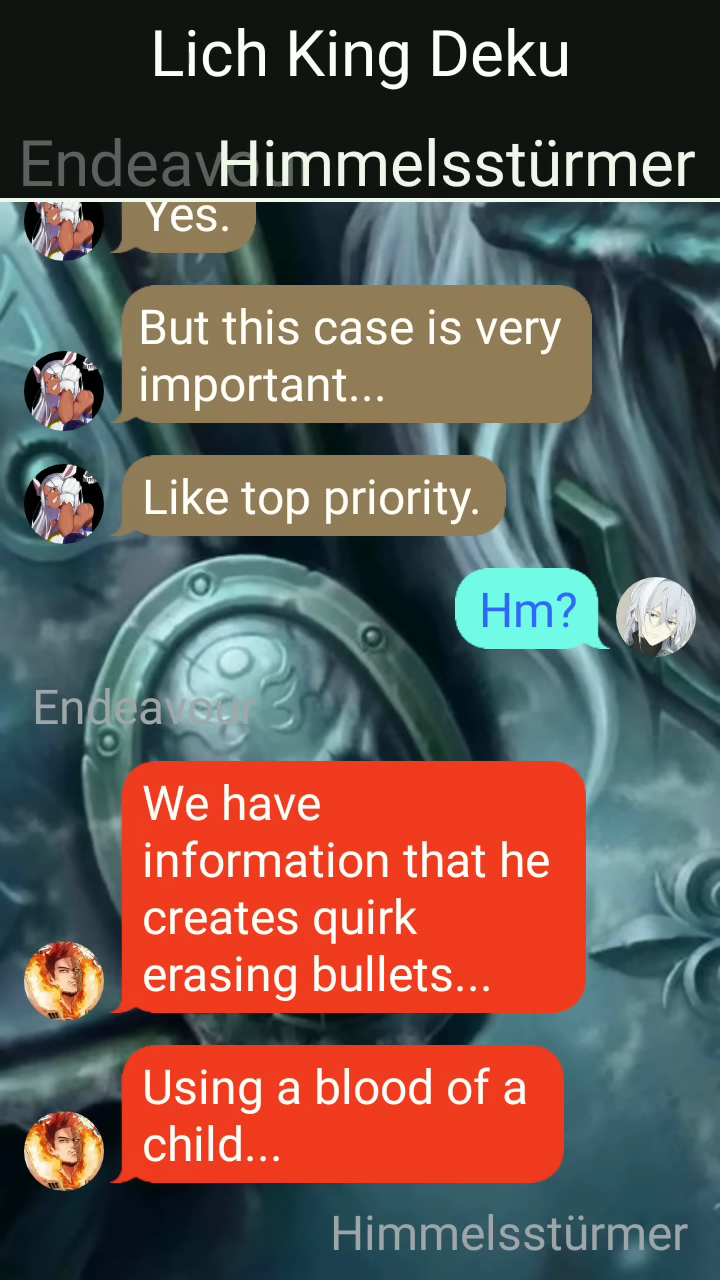 Lich King Deku
Endeavour
Himmelsstürmer
Yes.
But this case is very
important...
Like top priority.
Hm?
Endeavour
We have
information that he
creates quirk
erasing bullets...
Using a blood of a
child...
Himmelsstürmer